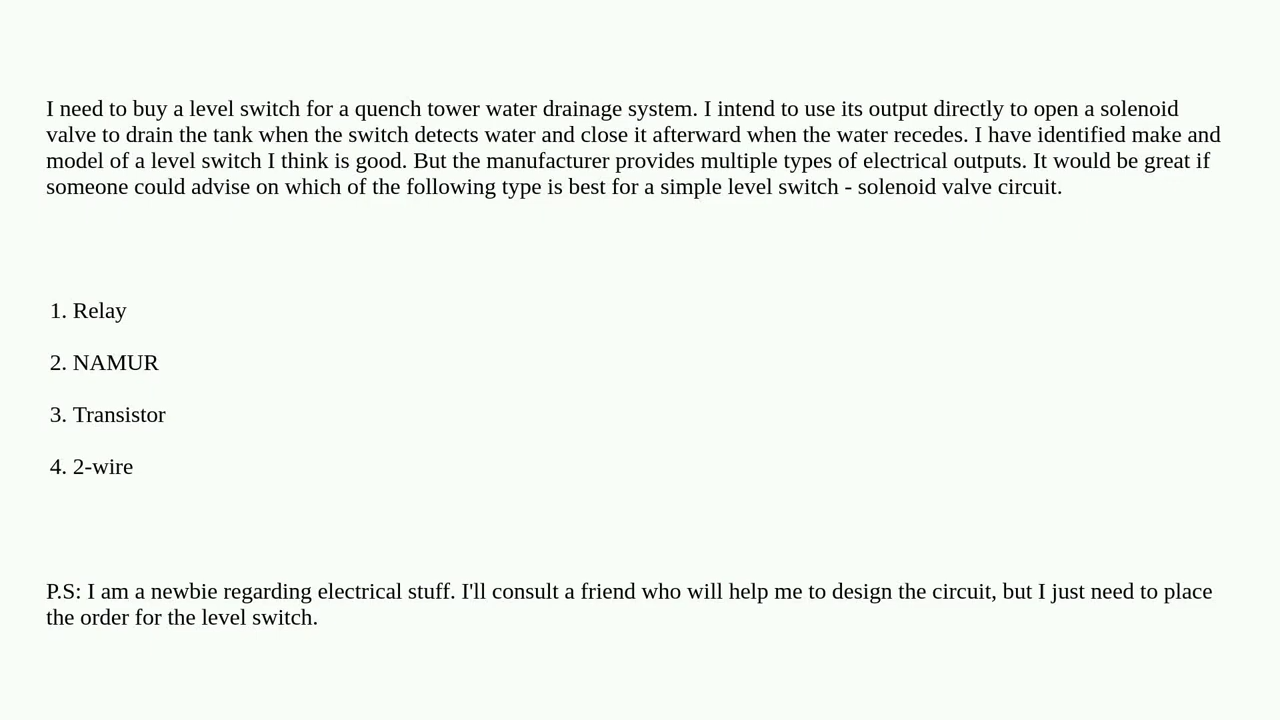 I need to buy a level switch for a quench tower water drainage system. I intend to use its output directly to open a solenoid
valve to drain the tank when the switch detects water and close it afterward when the water recedes. I have identified make and
model of a level switch I think is good. But the manufacturer provides multiple types of electrical outputs. It would be great if
someone could advise on which of the following type is best for a simple level switch - solenoid valve circuit.
1. Relay
2. NAMUR
3. Transistor
4. 2-wire
P.S: I am a newbie regarding electrical stuff. I'll consult a friend who will help me to design the circuit, but I just need to place
the order for the level switch.